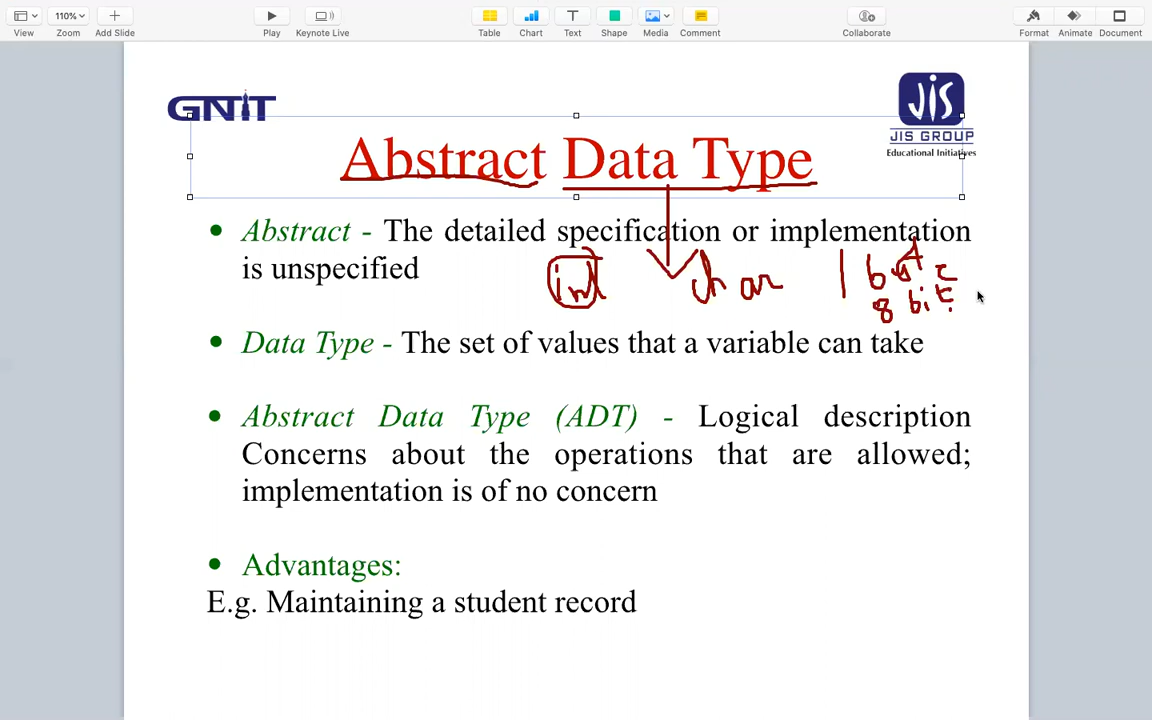 View
110%
Zoom
Add Slide
Play
Keynote Live
Table
Chart
Text
Shape
Media
Comment
Collaborate
Format
Animate
Document
GNIT
JIS
JIS GROUP
Educational Initiatives
Abstract Data Type
• Abstract - The detailed specification or implementation
is unspecified
int char 1 byte
8 bit
• Data Type - The set of values that a variable can take
• Abstract Data Type (ADT) - Logical description
Concerns about the operations that are allowed;
implementation is of no concern
• Advantages:
E.g. Maintaining a student record